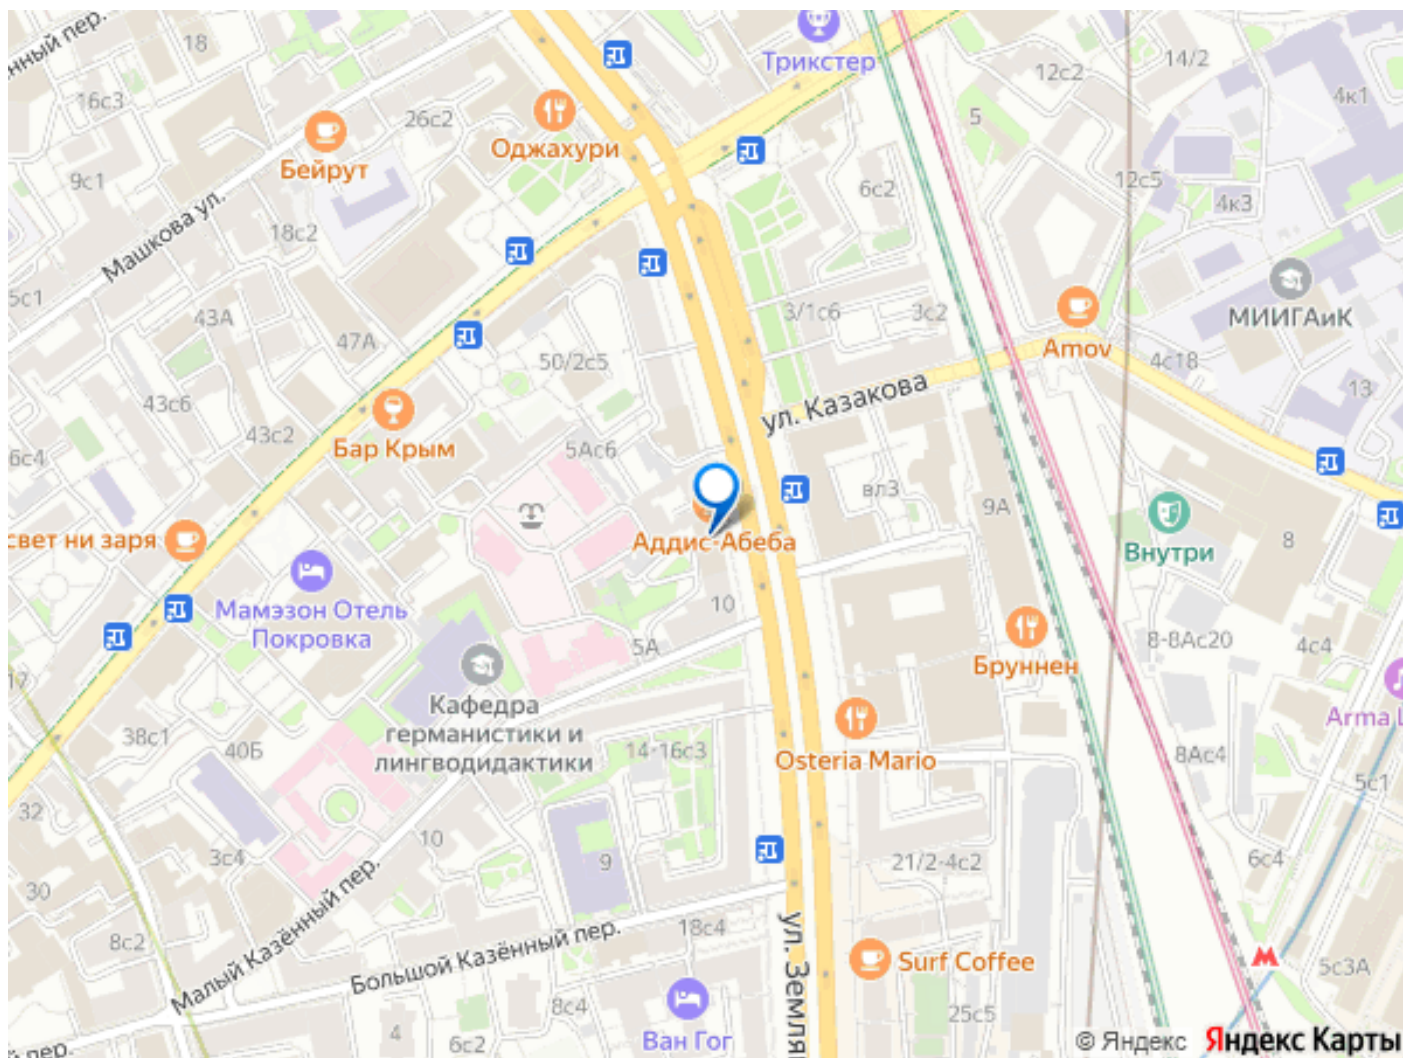 нный пер.
18
Трикстер
14/2
12с2
16с3
26с2
4к1
5
Оджахури
Бейрут
9с1
6с2
12с5
4к3
Машкова ул.
18с2
5с1
43А
3/1с6
3с2
МИИГАиК
47А
Amov
50/2с5
4с18
43с6
ул. Казакова
13
43с2
Бар Крым
5Ас6
6с4
вл3
9А
свет ни заря
Аддис-Абеба
Внутри
8
Мамэзон Отель
Покровка
10
8-8Ас20
4с4
5А
Бруннен
17
Кафедра
германистики и
лингводидактики
38с1
40Б
14-16с3
Osteria Mario
Arma L
8Ас4
5с1
32
3с4
10
9
21/2-4с2
6с4
30
Малый Казённый пер.
8с2
18с4
Большой Казённый пер.
ул. Земля
Surf Coffee
5с3А
8с4
25с5
4
6с2
Ван Гог
пер.
© Яндекс Яндекс Карты